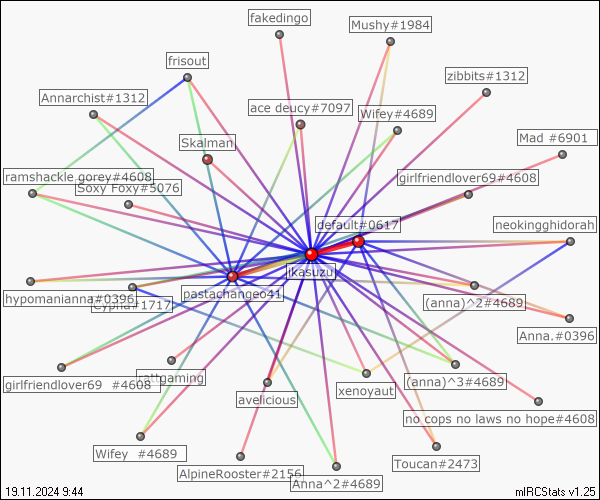 fakedingo
Mushy#1984
frisout
zibbits#1312
Annarchist#1312
ace deucy#7097
Wifey#4689
Skalman
Mad #6901
ramshackle.gorey#4608
girlfriendlover69#4608
Soxy Foxy#5076
default#0617
neokingghidorah
jikasuzu
pastachangeo41
hypomanianna#0396
Cypha#1717
(anna)^2#4689
Anna.#0396
girlfriendlover69 #4608
rattgaming
xenoyaut
(anna)^3#4689
avelicious
no cops no laws no hope#4608
Wifey #4689
Toucan#2473
AlpineRooster#2156
Anna^2#4689
19.11.2024 9:44
mIRCStats v1.25